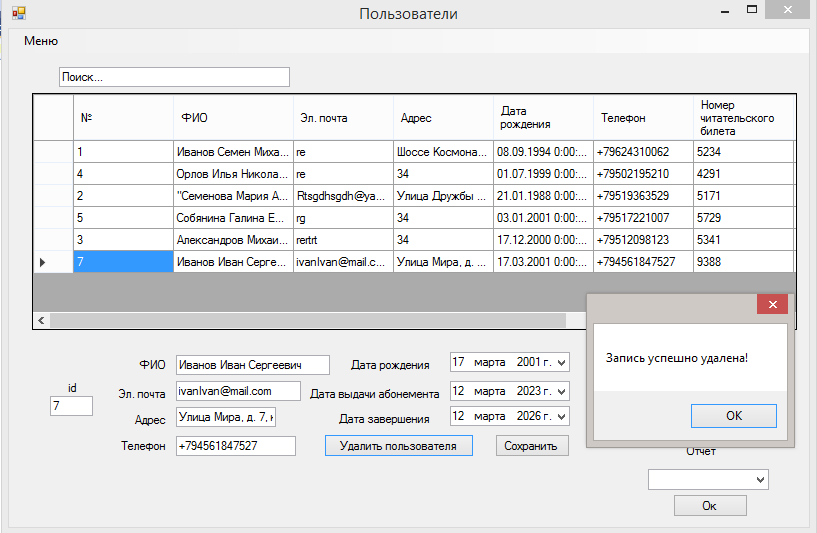 Пользователи
Меню
Поиск...
№ ФИО Эл. почта Адрес Дата рождения Телефон Номер читательского билета
1 Иванов Семен Миха... re Шоссе Космона... 08.09.1994 0:00:... +79624310062 5234
4 Орлов Илья Никола... re 34 01.07.1999 0:00:... +79502195210 4291
2 "Семенова Мария А... Rtsgdhsgdh@ya... Улица Дружбы ... 21.01.1988 0:00:... +79519363529 5171
5 Собянина Галина Е... rg 34 03.01.2001 0:00:... +79517221007 5729
3 Александров Михаи... rertrt 34 17.12.2000 0:00:... +79512098123 5341
7 Иванов Иван Серге... ivanIvan@mail.c... Улица Мира, д. ... 17.03.2001 0:00:... +794561847527 9388
Запись успешно удалена!
OK
ФИО Иванов Иван Сергеевич Дата рождения 17 марта 2001 г.
id Эл. почта ivanIvan@mail.com Дата выдачи абонемента 12 марта 2023 г.
7 Адрес Улица Мира, д. 7, Дата завершения 12 марта 2026 г.
Телефон +794561847527 Удалить пользователя Сохранить
Отчет
Ок